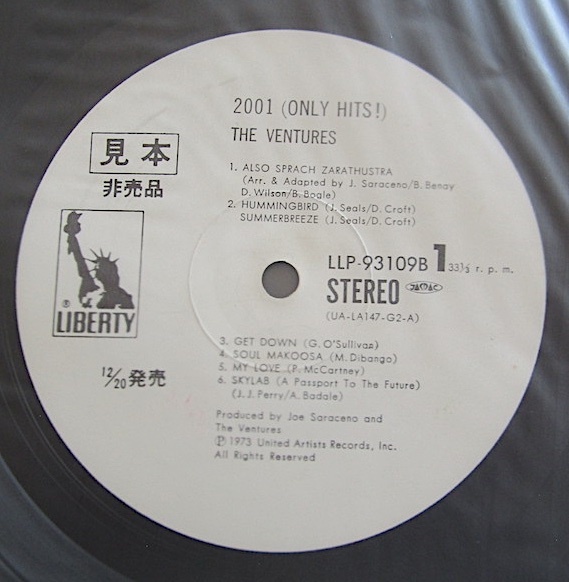 2001 (ONLY HITS!)
THE VENTURES
見本
非売品
1. ALSO SPRACH ZARATHUSTRA
(Arr. & Adapted by J. Saraceno/B. Benay
D. Wilson/B. Bogle)
2. HUMMINGBIRD (J. Seals/D. Croft)
SUMMERBREEZE (J. Seals/D. Croft)
LLP-93109B 1 33⅓ r. p. m.
STEREO JASRAC
(UA-LA147-G2-A)
® LIBERTY
12/20 発売
3. GET DOWN (G. O'Sullivan)
4. SOUL MAKOOSA (M. Dibango)
5. MY LOVE (P. McCartney)
6. SKYLAB (A Passport To The Future)
(J. J. Perry/A. Badale)
Produced by Joe Saraceno and
The Ventures
℗ 1973 United Artists Records, Inc.
All Rights Reserved